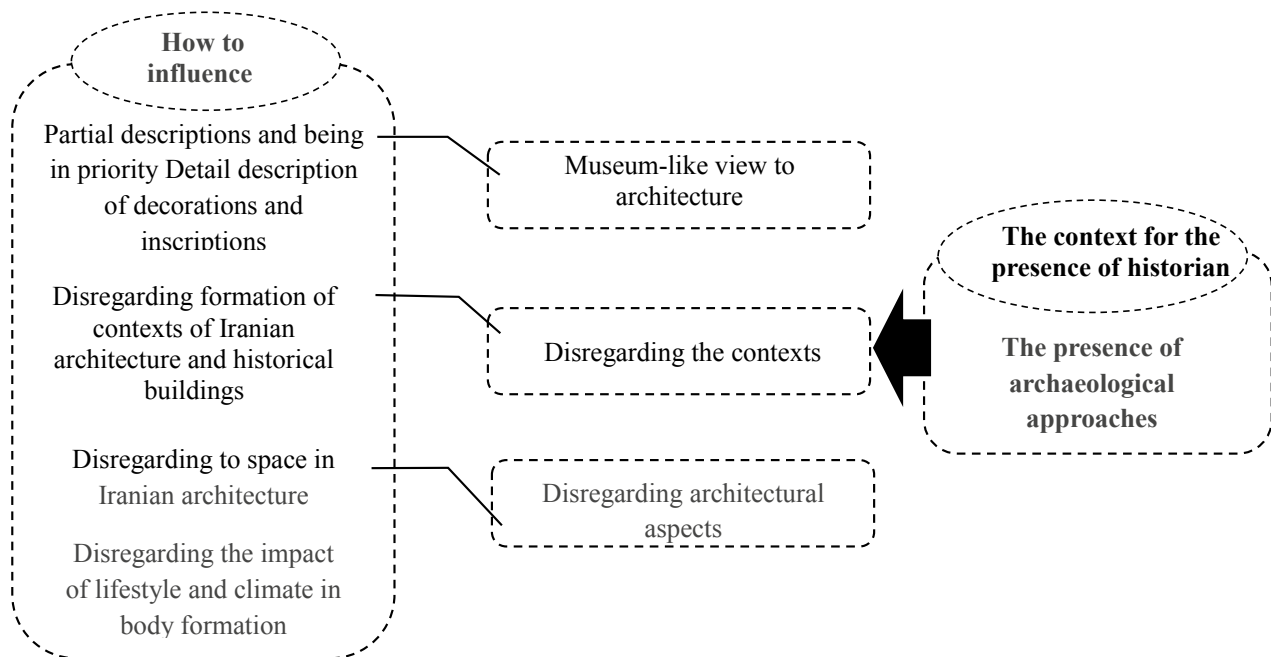 How to
influence
Partial descriptions and being
in priority Detail description
of decorations and
inscriptions
Disregarding formation of
contexts of Iranian
architecture and historical
buildings
Disregarding to space in
Iranian architecture
Disregarding the impact
of lifestyle and climate in
body formation
Museum-like view to
architecture
Disregarding the contexts
Disregarding architectural
aspects
The context for the
presence of historian
The presence of
archaeological
approaches